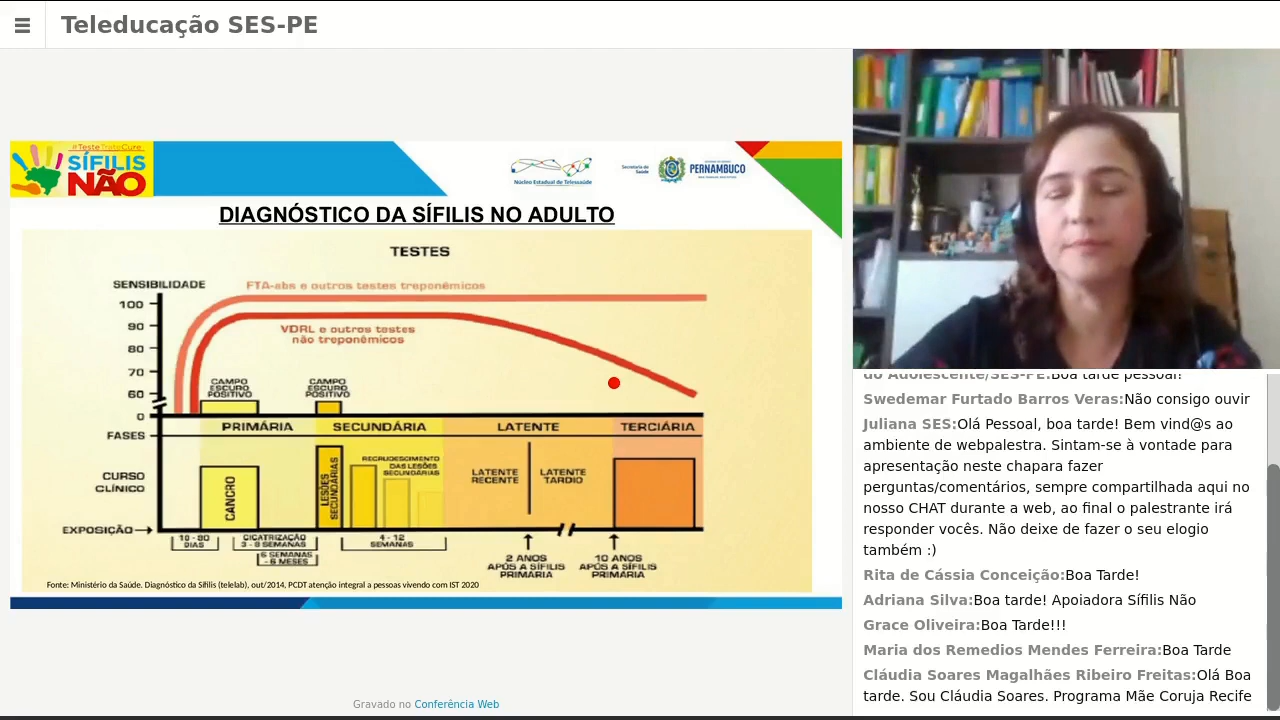 Teleducação SES-PE
#TesteTrateCure
SÍFILIS
NÃO
Núcleo Estadual de Telessaúde
Secretaria de
Saúde
PERNAMBUCO
DIAGNÓSTICO DA SÍFILIS NO ADULTO
TESTES
SENSIBILIDADE
FTA-abs e outros testes treponêmicos
100
90
80
70
60
0
VDRL e outros testes
não treponêmicos
CAMPO
ESCURO
POSITIVO
CAMPO
ESCURO
POSITIVO
FASES
PRIMÁRIA
SECUNDÁRIA
LATENTE
TERCIÁRIA
CURSO
CLÍNICO
CANCRO
LESÕES
SECUNDÁRIAS
RECRUDESCIMENTO
DAS LESÕES
SECUNDÁRIAS
LATENTE
RECENTE
LATENTE
TARDIO
EXPOSIÇÃO
10 - 90
DIAS
CICATRIZAÇÃO
3 - 8 SEMANAS
6 SEMANAS
- 6 MESES
4 - 12
SEMANAS
2 ANOS
APÓS A SÍFILIS
PRIMÁRIA
10 ANOS
APÓS A SÍFILIS
PRIMÁRIA
Fonte: Ministério da Saúde. Diagnóstico da Sífilis (telelab), out/2014, PCDT atenção integral a pessoas vivendo com IST 2020
Gravado no Conferência Web
do Adolescente/SES-PE:Boa tarde pessoal!
Swedemar Furtado Barros Veras:Não consigo ouvir
Juliana SES:Olá Pessoal, boa tarde! Bem vind@s ao
ambiente de webpalestra. Sintam-se à vontade para
apresentação neste chapara fazer
perguntas/comentários, sempre compartilhada aqui no
nosso CHAT durante a web, ao final o palestrante irá
responder vocês. Não deixe de fazer o seu elogio
também :)
Rita de Cássia Conceição:Boa Tarde!
Adriana Silva:Boa tarde! Apoiadora Sífilis Não
Grace Oliveira:Boa Tarde!!!
Maria dos Remedios Mendes Ferreira:Boa Tarde
Cláudia Soares Magalhães Ribeiro Freitas:Olá Boa
tarde. Sou Cláudia Soares. Programa Mãe Coruja Recife